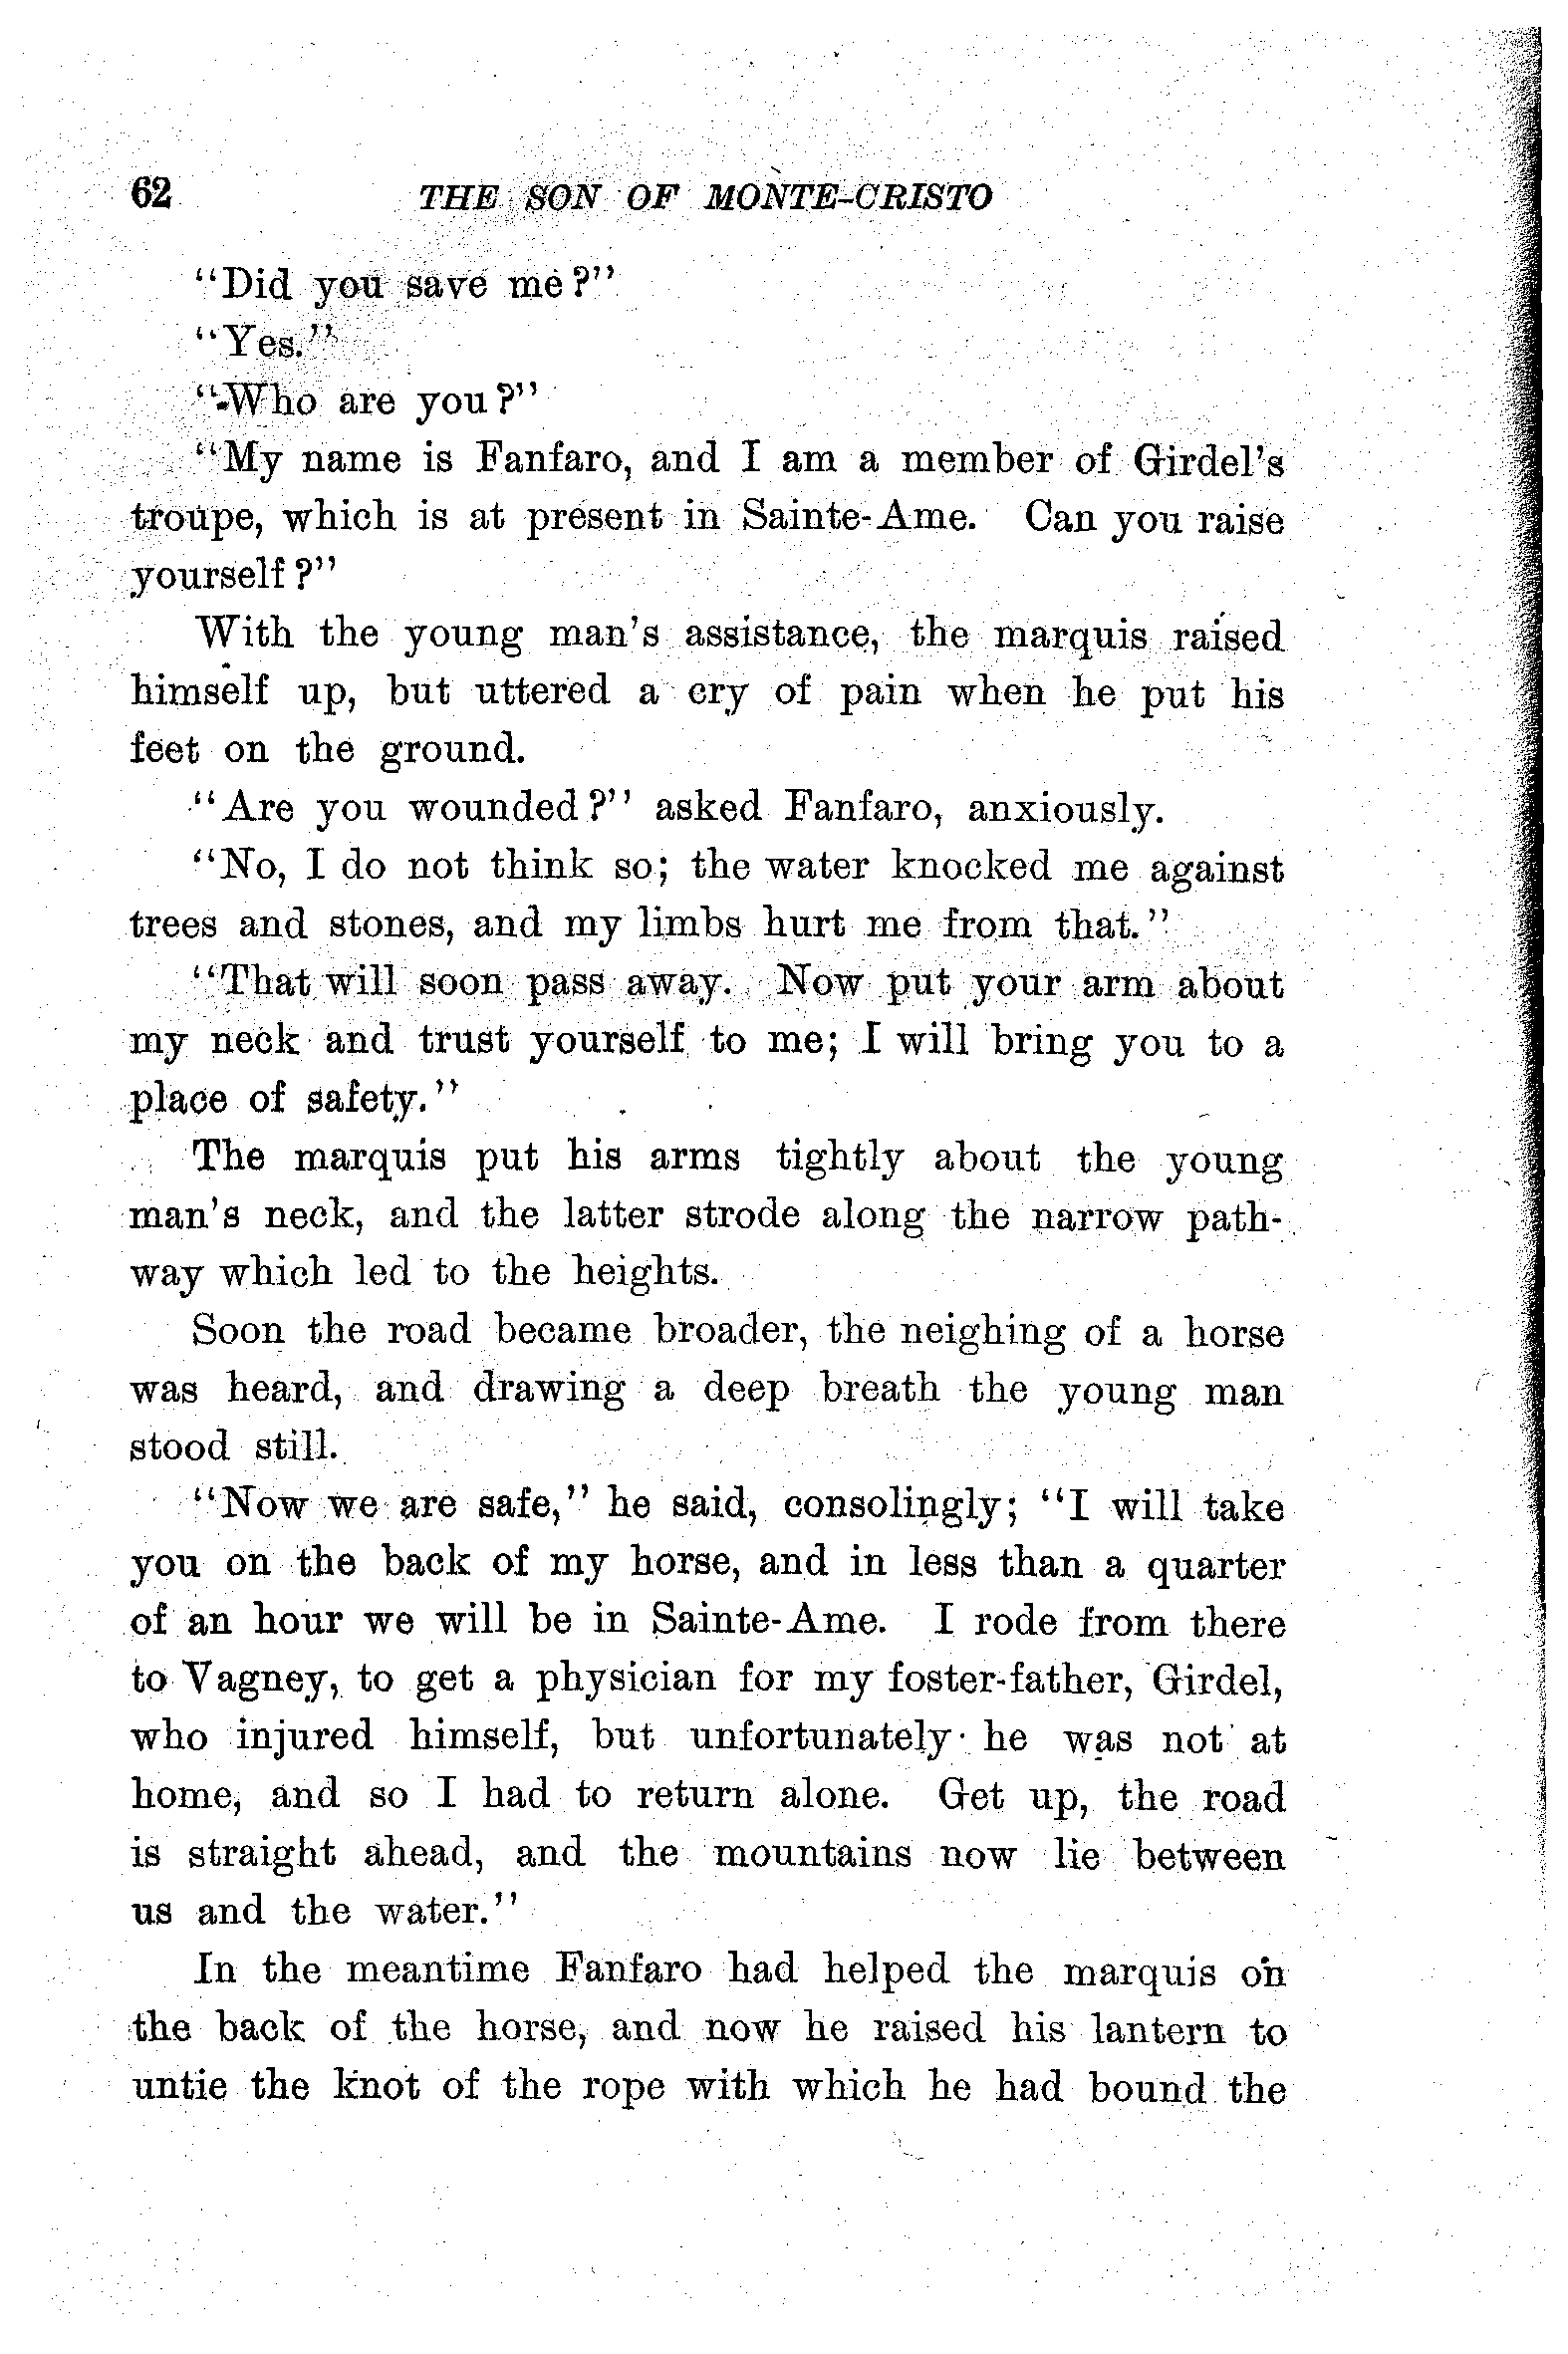 62 THE SON OF MONTE-CRISTO
"Did you save me?"
"Yes."
"Who are you?"
"My name is Fanfaro, and I am a member of Girdel's
troupe, which is at present in Sainte-Ame. Can you raise
yourself?"
With the young man's assistance, the marquis raised
himself up, but uttered a cry of pain when he put his
feet on the ground.
"Are you wounded?" asked Fanfaro, anxiously.
"No, I do not think so; the water knocked me against
trees and stones, and my limbs hurt me from that."
"That will soon pass away. Now put your arm about
my neck and trust yourself to me; I will bring you to a
place of safety."
The marquis put his arms tightly about the young
man's neck, and the latter strode along the narrow path-
way which led to the heights.
Soon the road became broader, the neighing of a horse
was heard, and drawing a deep breath the young man
stood still.
"Now we are safe," he said, consolingly; "I will take
you on the back of my horse, and in less than a quarter
of an hour we will be in Sainte-Ame. I rode from there
to Vagney, to get a physician for my foster-father, Girdel,
who injured himself, but unfortunately he was not at
home, and so I had to return alone. Get up, the road
is straight ahead, and the mountains now lie between
us and the water."
In the meantime Fanfaro had helped the marquis on
the back of the horse, and now he raised his lantern to
untie the knot of the rope with which he had bound the